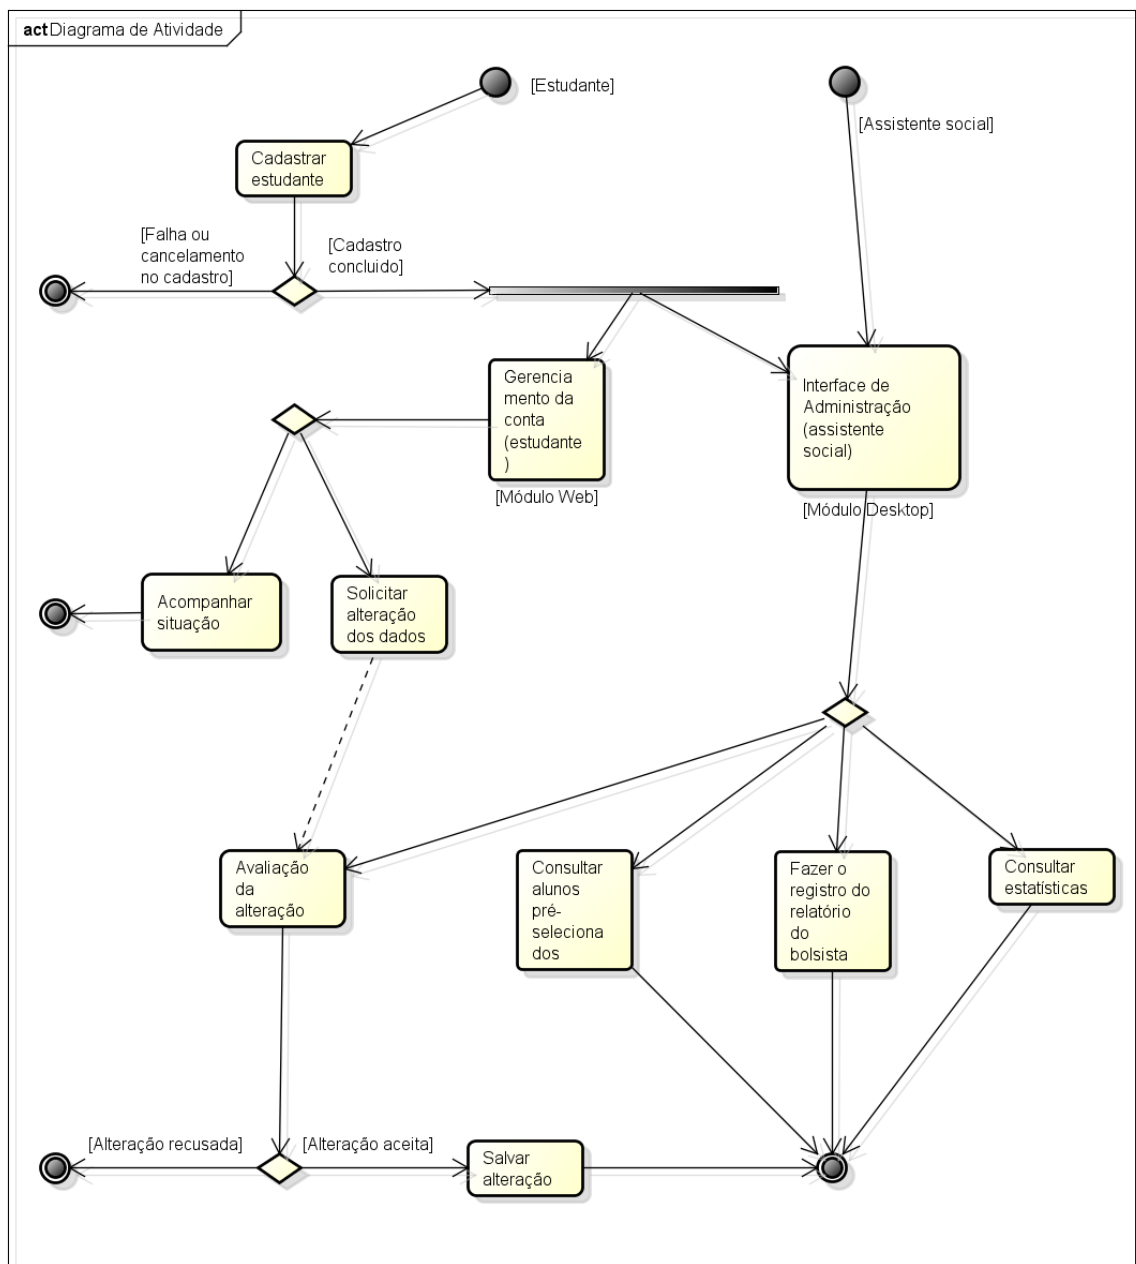 act Diagrama de Atividade
[Estudante]
[Assistente social]
Cadastrar
estudante
[Falha ou
cancelamento
no cadastro]
[Cadastro
concluido]
Gerencia
mento da
conta
(estudante
)
[Módulo Web]
Interface de
Administração
(assistente
social)
[Módulo Desktop]
Acompanhar
situação
Solicitar
alteração
dos dados
Avaliação
da
alteração
Consultar
alunos
pré-
seleciona
dos
Fazer o
registro do
relatório
do
bolsista
Consultar
estatísticas
[Alteração recusada]
[Alteração aceita]
Salvar
alteração